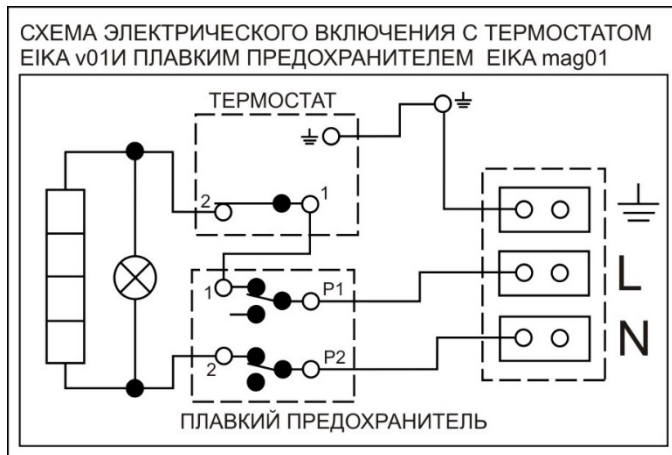 СХЕМА ЭЛЕКТРИЧЕСКОГО ВКЛЮЧЕНИЯ С ТЕРМОСТАТОМ
EIKA v01И ПЛАВКИМ ПРЕДОХРАНИТЕЛЕМ EIKA mag01
ТЕРМОСТАТ
2 1
1 P1 L
2 P2 N
ПЛАВКИЙ ПРЕДОХРАНИТЕЛЬ